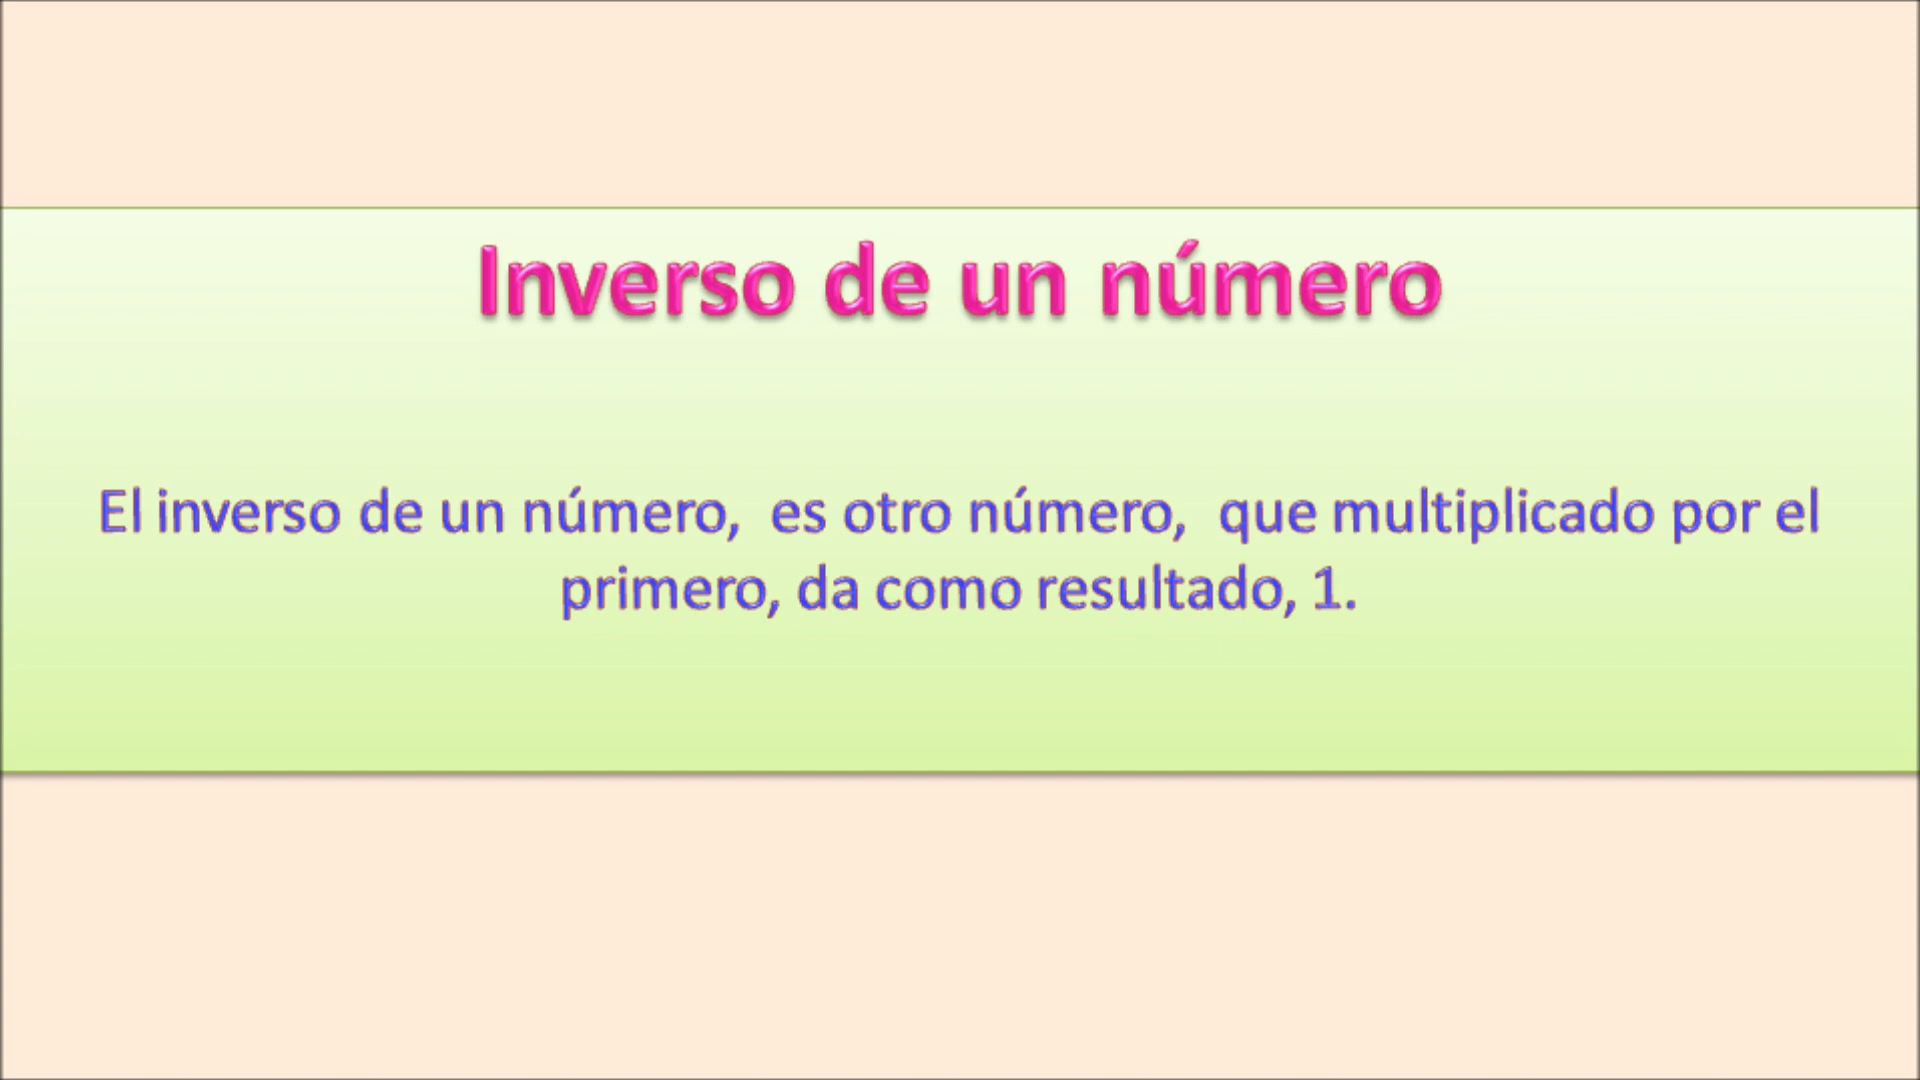 Inverso de un número
El inverso de un número, es otro número, que multiplicado por el
primero, da como resultado, 1.